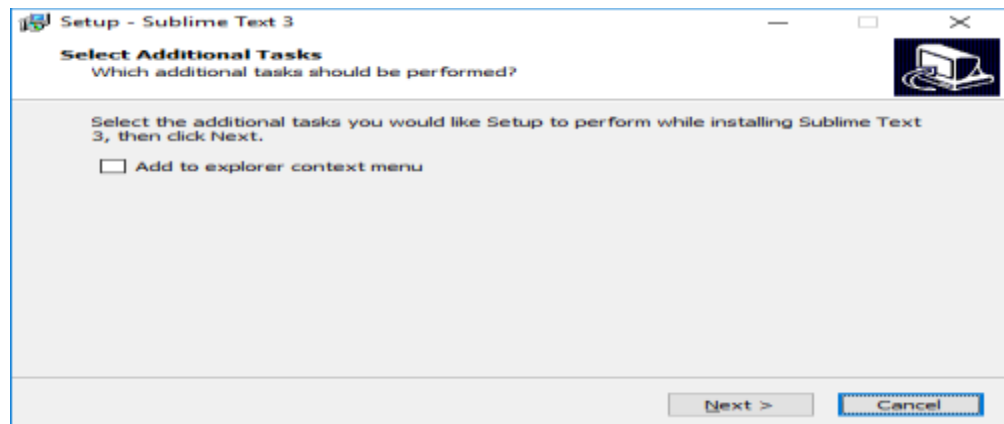 Setup - Sublime Text 3
Select Additional Tasks
Which additional tasks should be performed?
Select the additional tasks you would like Setup to perform while installing Sublime Text
3, then click Next.
Add to explorer context menu
Next >
Cancel